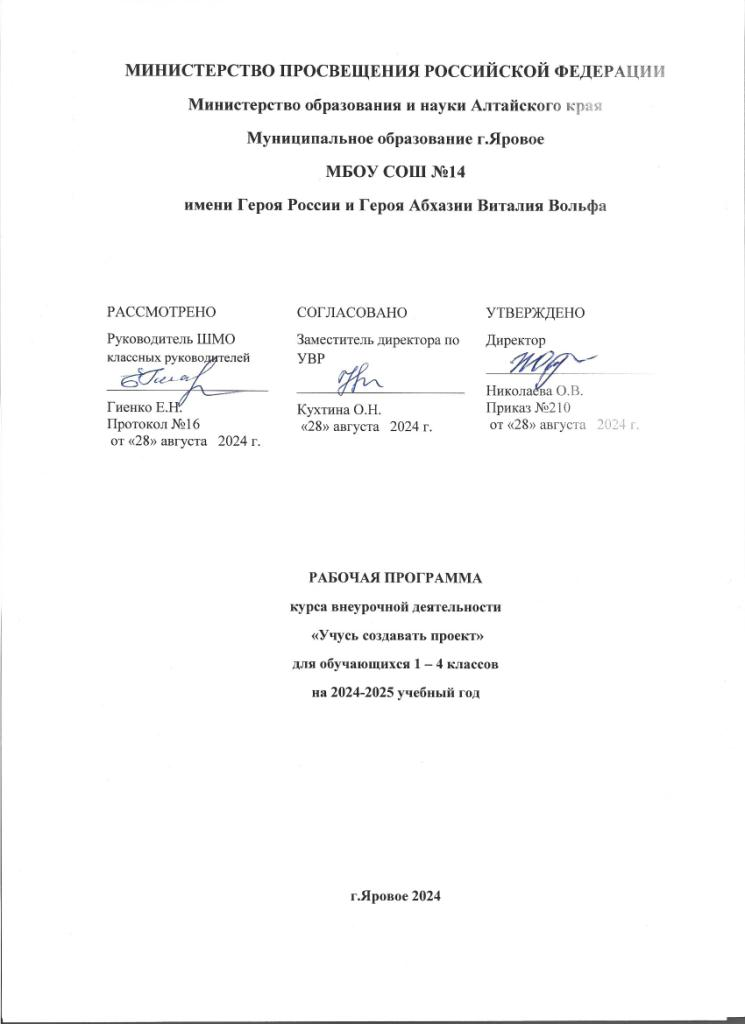 МИНИСТЕРСТВО ПРОСВЕЩЕНИЯ РОССИЙСКОЙ ФЕДЕРАЦИИ
Министерство образования и науки Алтайского края
Муниципальное образование г.Яровое
МБОУ СОШ №14
имени Героя России и Героя Абхазии Виталия Вольфа
РАССМОТРЕНО
Руководитель ШМО
классных руководителей
Гиенко Е.Н.
Протокол №16
от «28» августа 2024 г.
СОГЛАСОВАНО
Заместитель директора по
УВР
Кухтина О.Н.
«28» августа 2024 г.
УТВЕРЖДЕНО
Директор
Николаева О.В.
Приказ №210
от «28» августа 2024 г.
РАБОЧАЯ ПРОГРАММА
курса внеурочной деятельности
«Учусь создавать проект»
для обучающихся 1 – 4 классов
на 2024-2025 учебный год
г.Яровое 2024